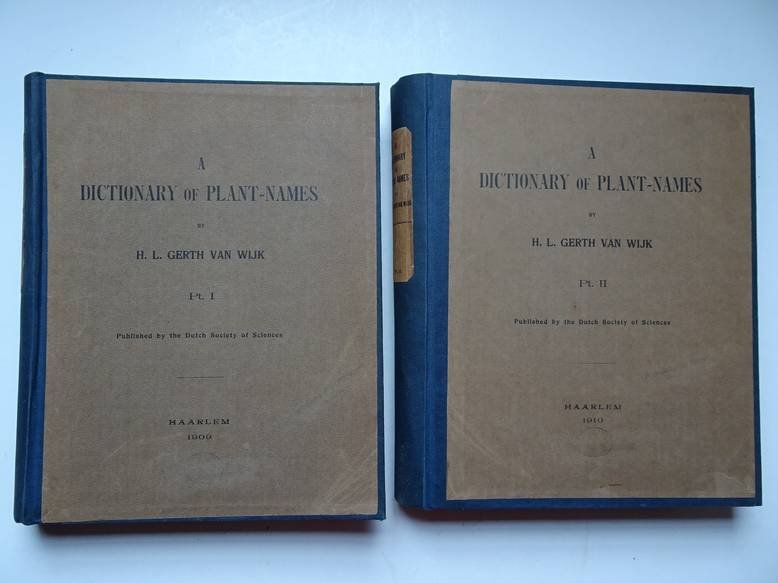 A
DICTIONARY OF PLANT-NAMES
BY
H. L. GERTH VAN WIJK
Pt. I
Published by the Dutch Society of Sciences
HAARLEM
1909
A
DICTIONARY OF PLANT-NAMES
BY
H. L. GERTH VAN WIJK
Pt. II
Published by the Dutch Society of Sciences
HAARLEM
1910